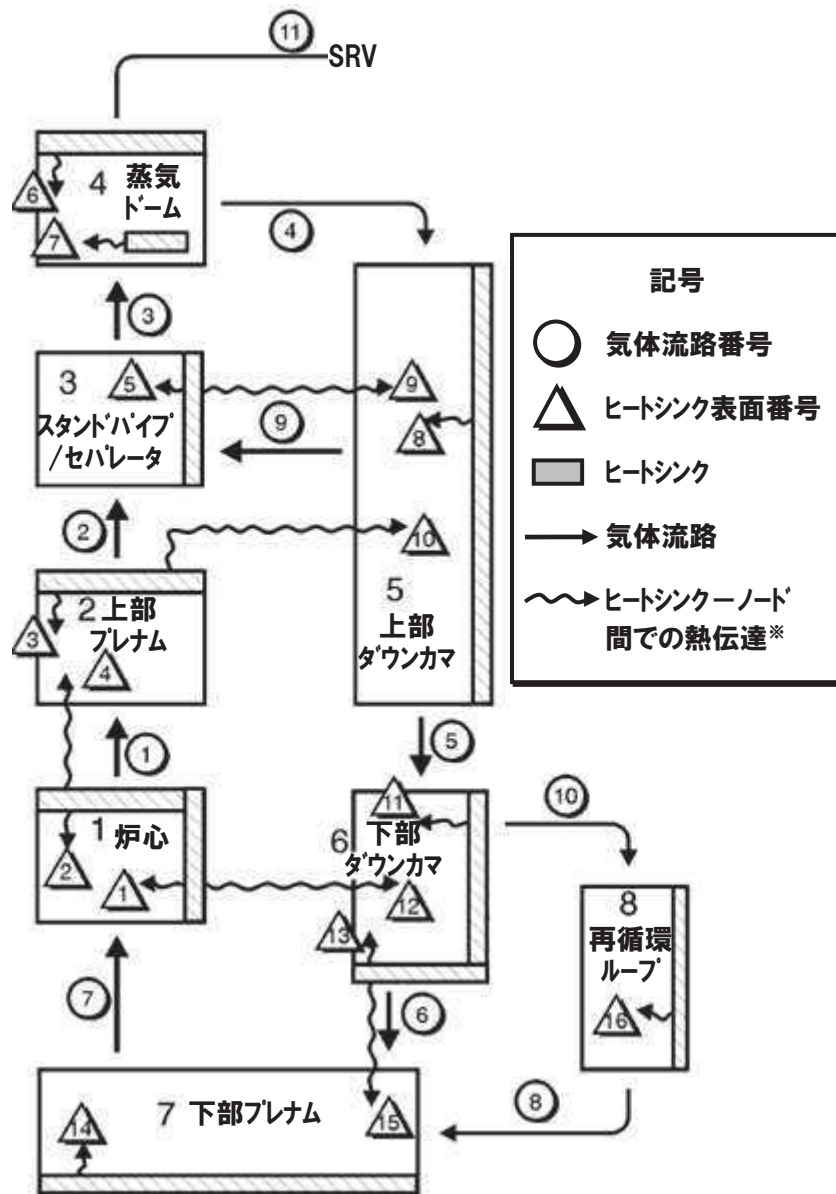 11
SRV
4 蒸気
ドーム
6
7
4
3
3
スタンドパイプ
/セパレータ
5
9
9
8
10
5
上部
ダウンカマ
2
2 上部
プレナム
3
4
1
5
1 炉心
2
1
11
6 下部
ダウンカマ
12
13
10
8
再循環
ループ
16
7
6
8
7 下部プレナム
14
15
記号
気体流路番号
ヒートシンク表面番号
ヒートシンク
気体流路
ヒートシンクーノード
間での熱伝達※